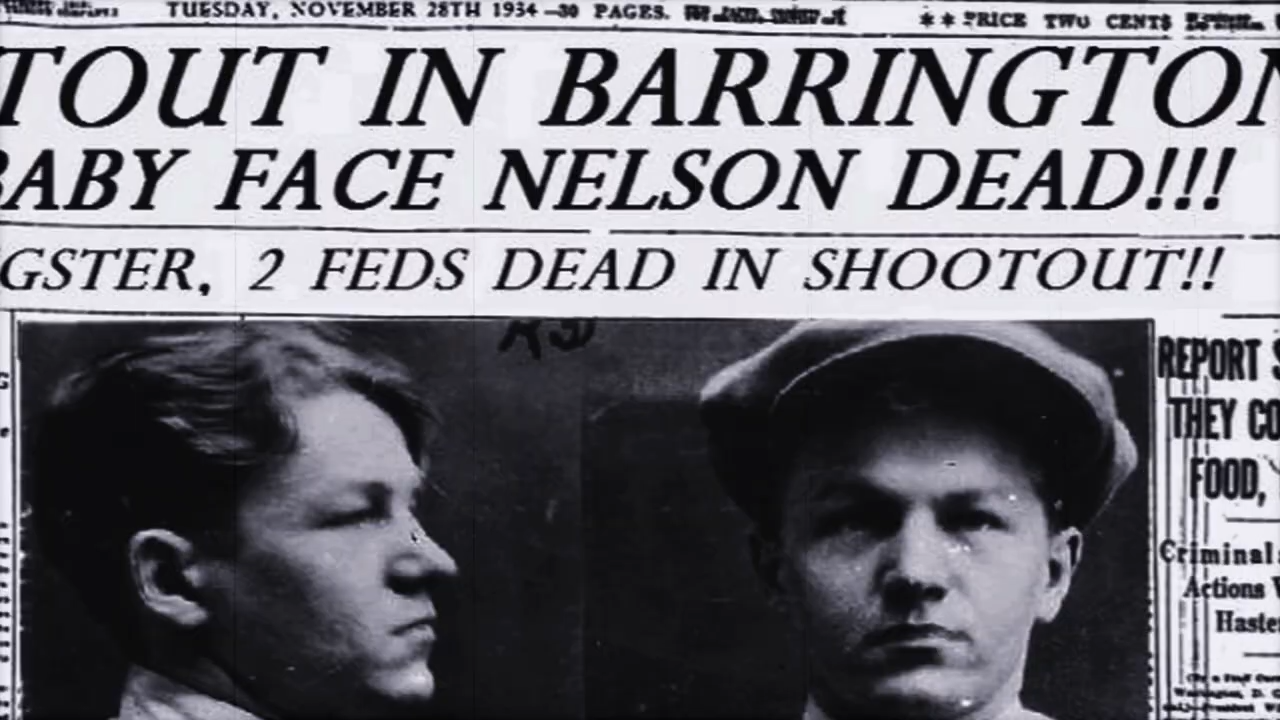 TUESDAY, NOVEMBER 28TH 1934 —30 PAGES.
** PRICE TWO CENTS
TOUT IN BARRINGTON
BABY FACE NELSON DEAD!!!
GSTER, 2 FEDS DEAD IN SHOOTOUT!!
REPORT S
THEY CO
FOOD,
Criminals
Actions
Haste